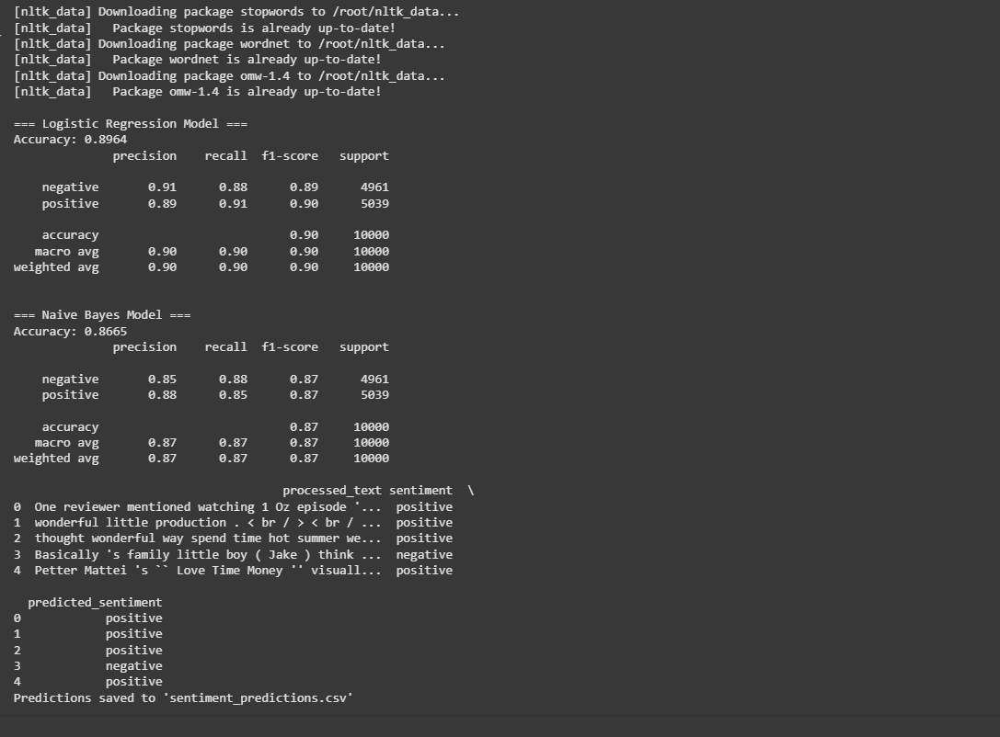 [nltk_data] Downloading package stopwords to /root/nltk_data...
[nltk_data]   Package stopwords is already up-to-date!
[nltk_data] Downloading package wordnet to /root/nltk_data...
[nltk_data]   Package wordnet is already up-to-date!
[nltk_data] Downloading package omw-1.4 to /root/nltk_data...
[nltk_data]   Package omw-1.4 is already up-to-date!
=== Logistic Regression Model ===
Accuracy: 0.8964
              precision    recall  f1-score   support
    negative       0.91      0.88      0.89      4961
    positive       0.89      0.91      0.90      5039
    accuracy                           0.90     10000
   macro avg       0.90      0.90      0.90     10000
weighted avg       0.90      0.90      0.90     10000
=== Naive Bayes Model ===
Accuracy: 0.8665
              precision    recall  f1-score   support
    negative       0.85      0.88      0.87      4961
    positive       0.88      0.85      0.87      5039
    accuracy                           0.87     10000
   macro avg       0.87      0.87      0.87     10000
weighted avg       0.87      0.87      0.87     10000
                                      processed_text sentiment  \
0  One reviewer mentioned watching 1 Oz episode '...  positive
1  wonderful little production . < br / > < br / ...  positive
2  thought wonderful way spend time hot summer we...  positive
3  Basically 's family little boy ( Jake ) think ...  negative
4  Petter Mattei 's `` Love Time Money '' visuall...  positive
  predicted_sentiment
0            positive
1            positive
2            positive
3            negative
4            positive
Predictions saved to 'sentiment_predictions.csv'